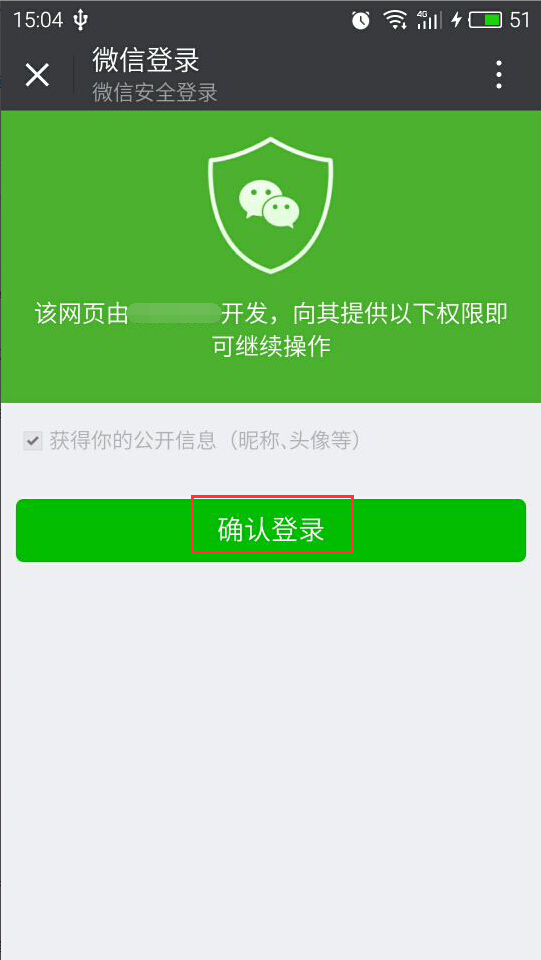 15:04 4G 51
微信登录
微信安全登录
该网页由 开发，向其提供以下权限即
可继续操作
获得你的公开信息（昵称、头像等）
确认登录